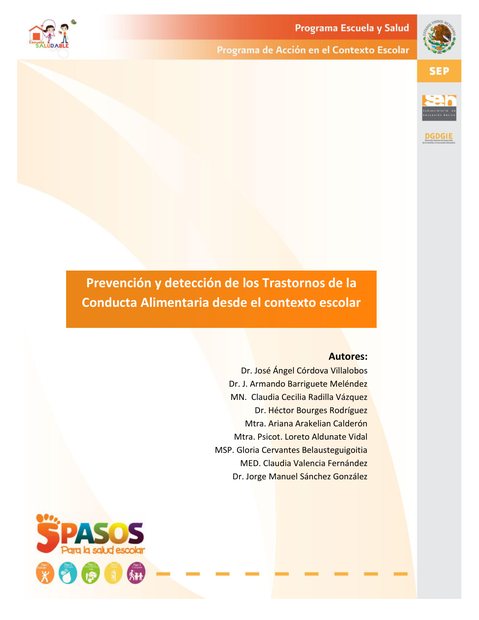 Programa Escuela y Salud
Programa de Acción en el Contexto Escolar
SALUDABLE
SEP
DGDGIE
Prevención y detección de los Trastornos de la
Conducta Alimentaria desde el contexto escolar
Autores:
Dr. José Ángel Córdova Villalobos
Dr. J. Armando Barriguete Meléndez
MN. Claudia Cecilia Radilla Vázquez
Dr. Héctor Bourges Rodríguez
Mtra. Ariana Arakelian Calderón
Mtra. Psicot. Loreto Aldunate Vidal
MSP. Gloria Cervantes Belausteguigoitia
MED. Claudia Valencia Fernández
Dr. Jorge Manuel Sánchez González
5PASOS
Para la salud escolar